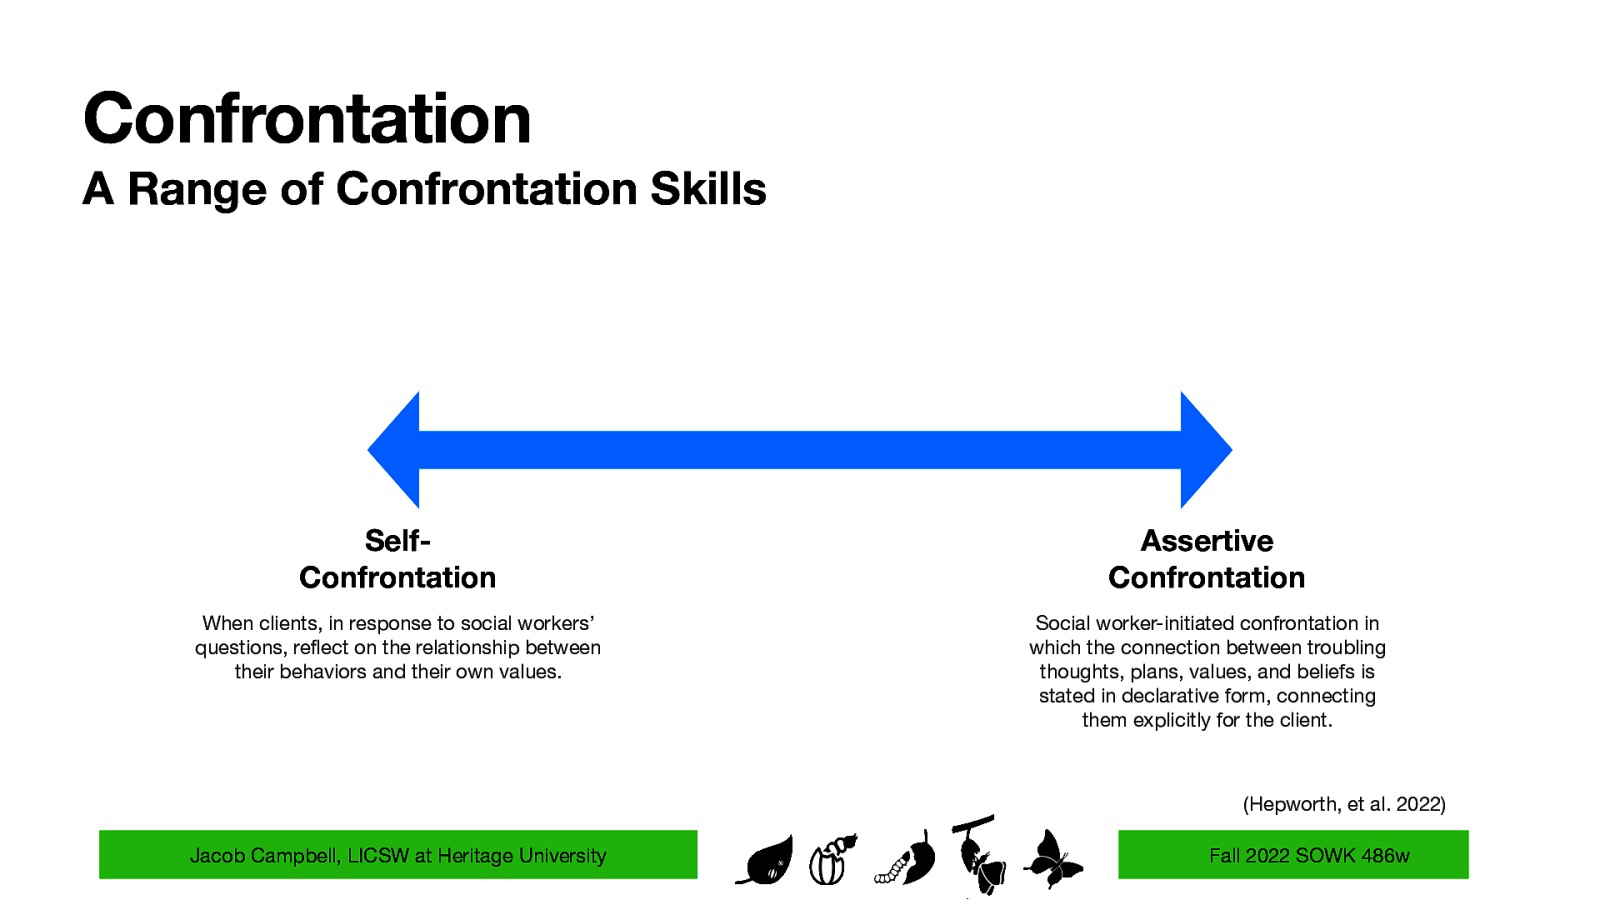 Confrontation
A Range of Confrontation Skills
Self-
Confrontation
When clients, in response to social workers’
questions, reflect on the relationship between
their behaviors and their own values.
Assertive
Confrontation
Social worker-initiated confrontation in
which the connection between troubling
thoughts, plans, values, and beliefs is
stated in declarative form, connecting
them explicitly for the client.
(Hepworth, et al. 2022)
Jacob Campbell, LICSW at Heritage University
Fall 2022 SOWK 486w